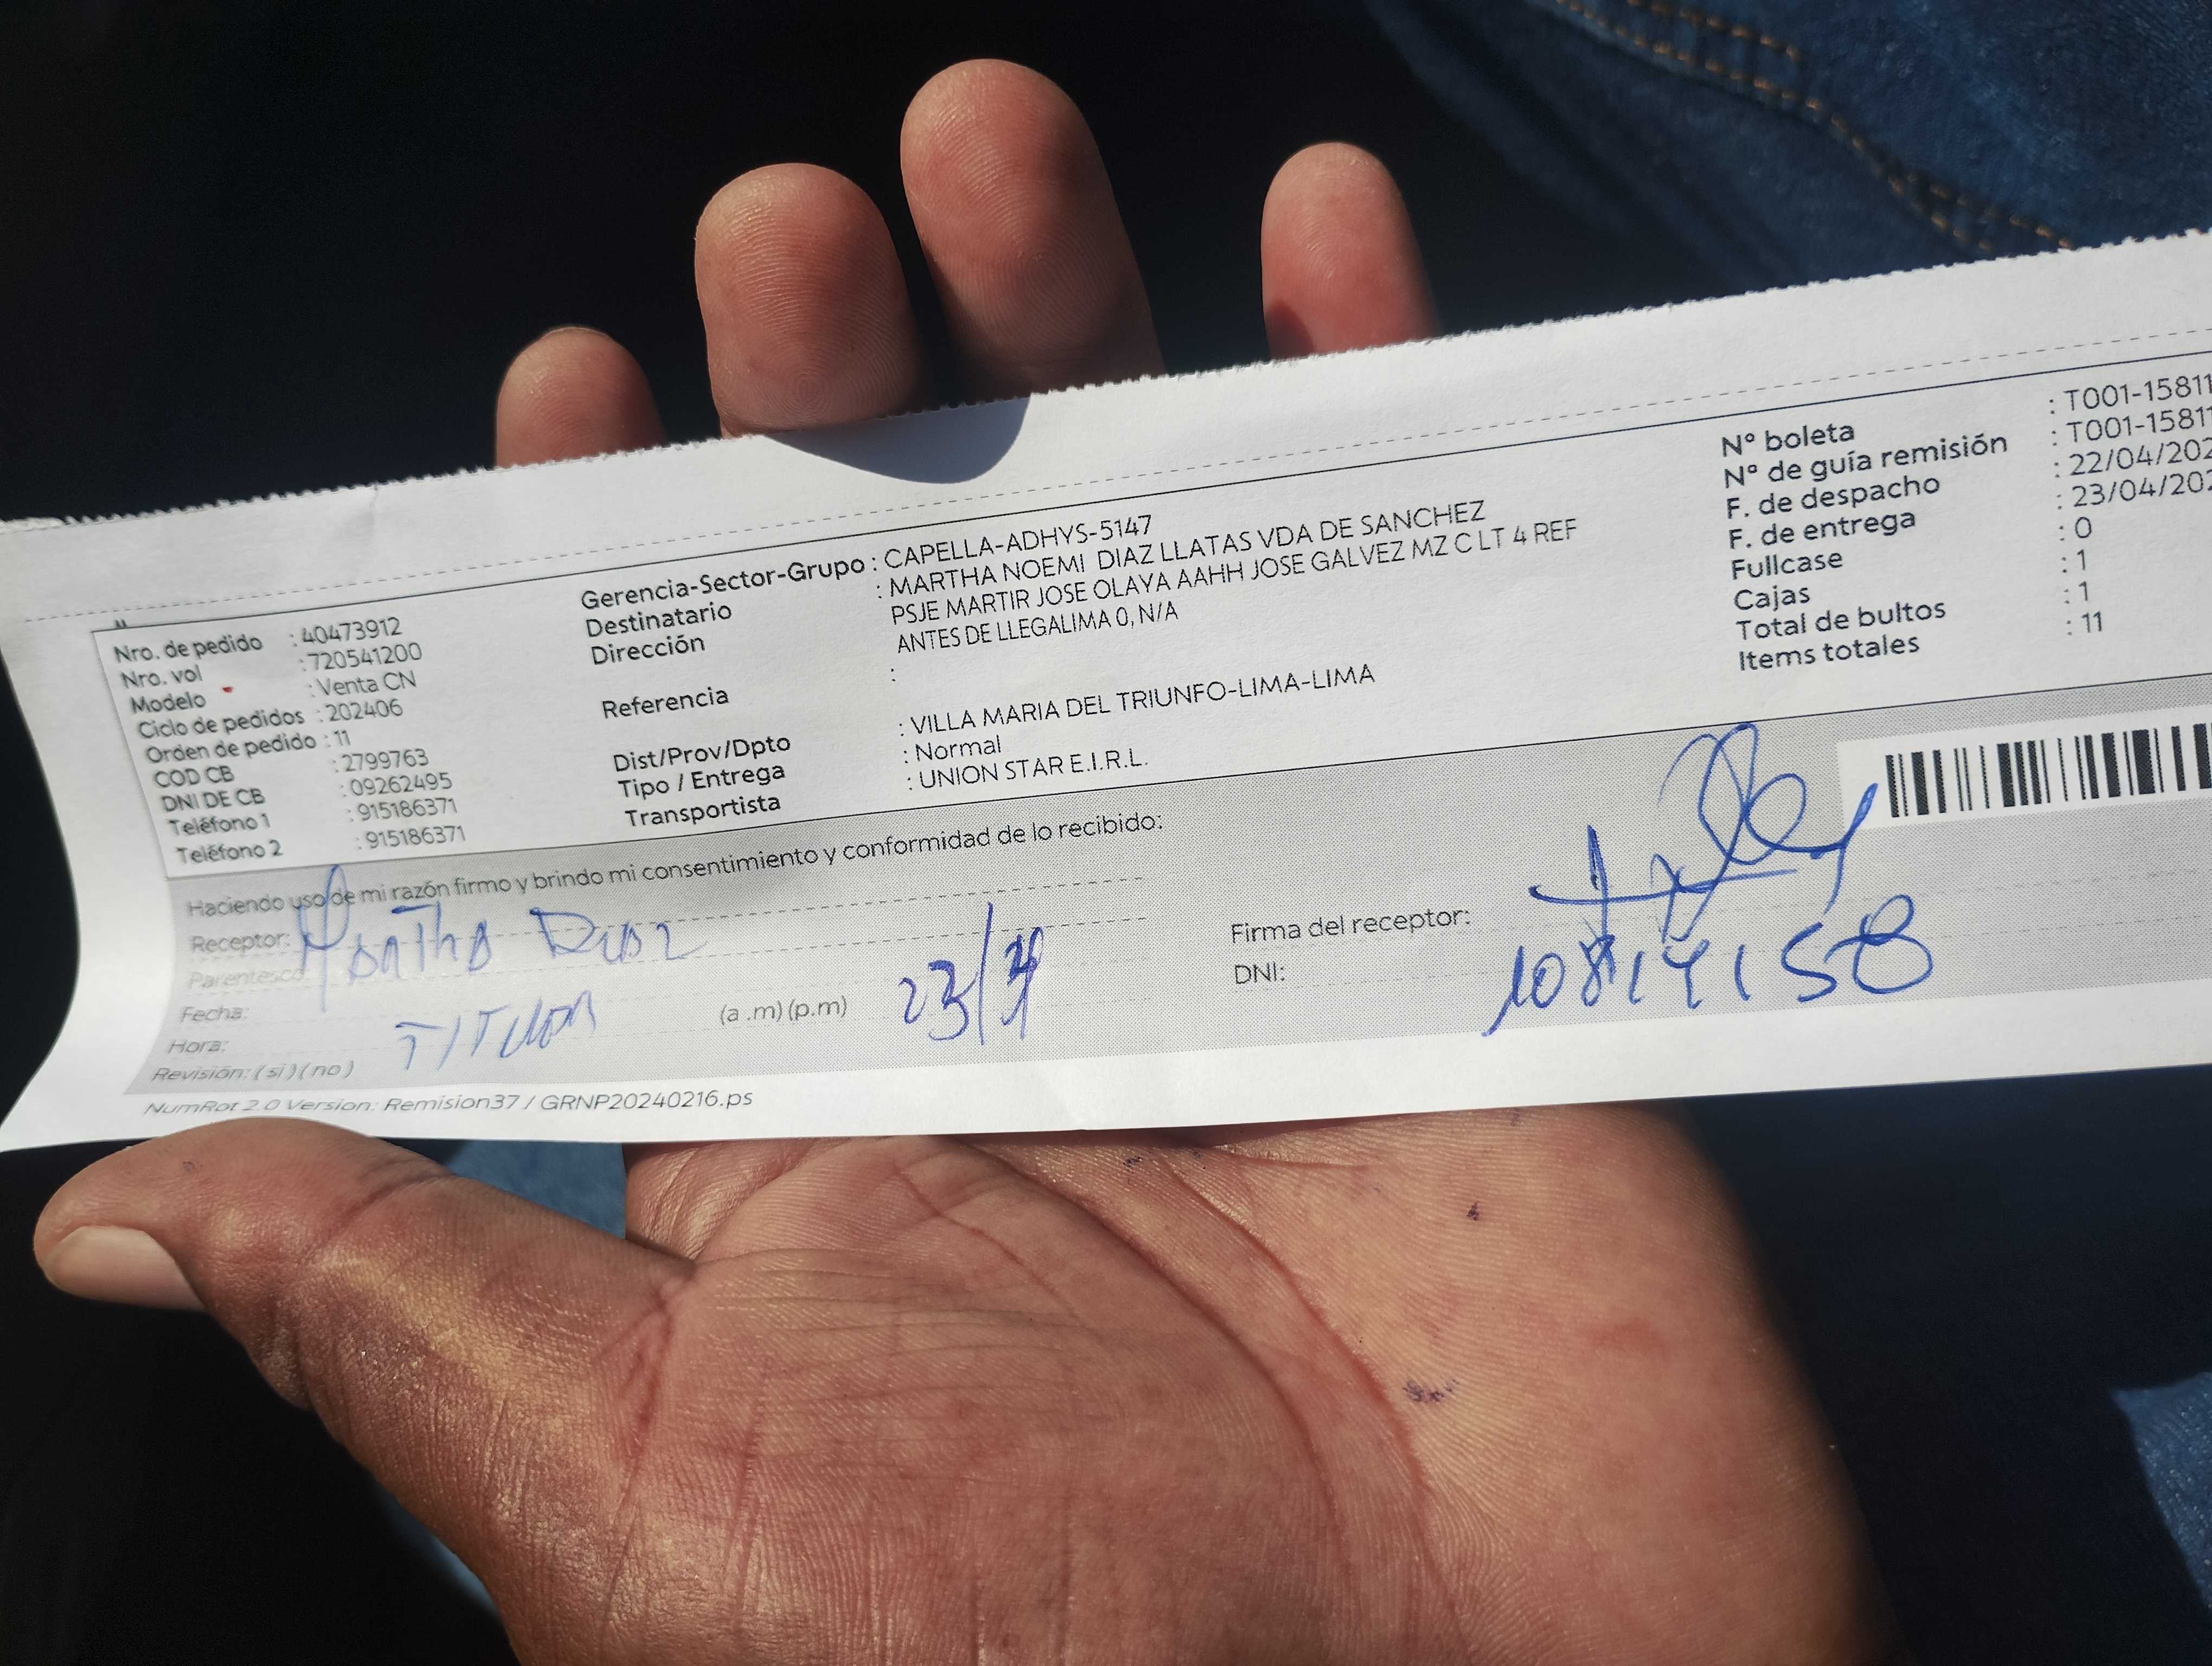 Nro. de pedido : 40473912
Nro. vol : 720541200
Modelo : Venta CN
Ciclo de pedidos : 202406
Orden de pedido : 11
COD CB : 2799763
DNI DE CB : 09262495
Teléfono 1 : 915186371
Teléfono 2 : 915186371
Gerencia-Sector-Grupo : CAPELLA-ADHYS-5147
Destinatario : MARTHA NOEMI DIAZ LLATAS VDA DE SANCHEZ
Dirección PSJE MARTIR JOSE OLAYA AAHH JOSE GALVEZ MZ C LT 4 REF
ANTES DE LLEGALIMA 0, N/A
Referencia :
Dist/Prov/Dpto : VILLA MARIA DEL TRIUNFO-LIMA-LIMA
Tipo / Entrega : Normal
Transportista : UNION STAR E.I.R.L.
N° boleta : T001-15811
N° de guía remisión : T001-15811
F. de despacho : 22/04/202
F. de entrega : 23/04/202
Fullcase : 0
Cajas : 1
Total de bultos : 1
Items totales : 11
Haciendo uso de mi razón firmo y brindo mi consentimiento y conformidad de lo recibido:
Receptor: Martha Diaz
Parentesco:
Fecha: 23/4
Hora: (a .m) (p.m)
Revisión: ( si ) ( no )
Titular
Firma del receptor:
DNI:
NumRot 2.0 Version: Remision37 / GRNP20240216.ps